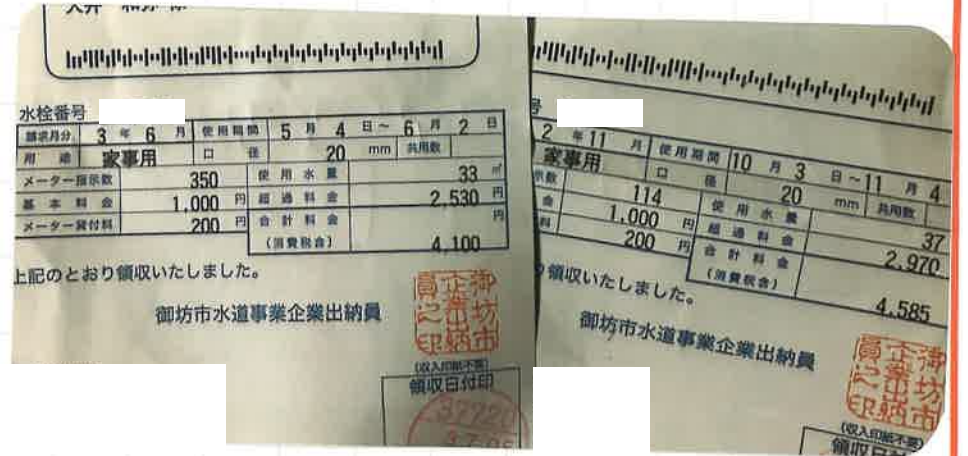 水栓番号
請求月分 3 年 6 月 使用期間 5 月 4 日～ 6 月 2 日
用途 家事用 口径 20 mm 共用数
メーター指示数 350 使用水量 33 ㎥
基本料金 1,000 円 超過料金 2,530 円
メーター貸付料 200 円 合計料金 (消費税含) 4,100 円
上記のとおり領収いたしました。
御坊市水道事業企業出納員
御坊市企業出納員之印
(収入印紙不要)
領収日付印
号
2 年 11 月 使用期間 10 月 3 日～ 11 月 4
家事用 口径 20 mm 共用数
示数 114 使用水量 37
金 1,000 円 超過料金 2,970
料 200 円 合計料金 (消費税含) 4,585
り領収いたしました。
御坊市水道事業企業出納員
御坊市企業出納員之印
(収入印紙不要)
領収日付